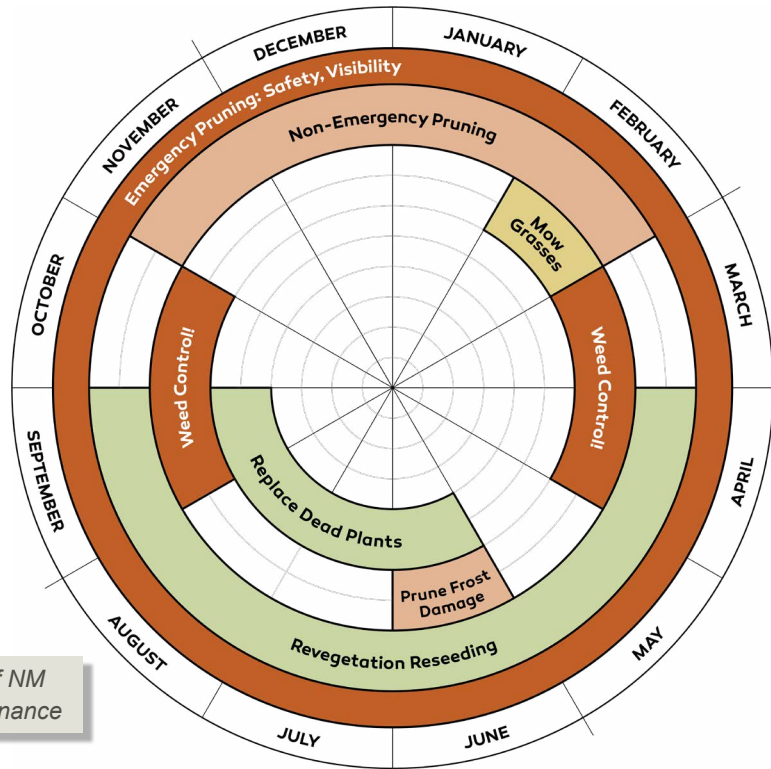 DECEMBER
JANUARY
FEBRUARY
MARCH
APRIL
MAY
JUNE
JULY
AUGUST
SEPTEMBER
OCTOBER
NOVEMBER
Emergency Pruning: Safety, Visibility
Non-Emergency Pruning
Mow
Grasses
Weed Control!
Weed Control!
Replace Dead Plants
Prune Frost
Damage
Revegetation Reseeding
NM